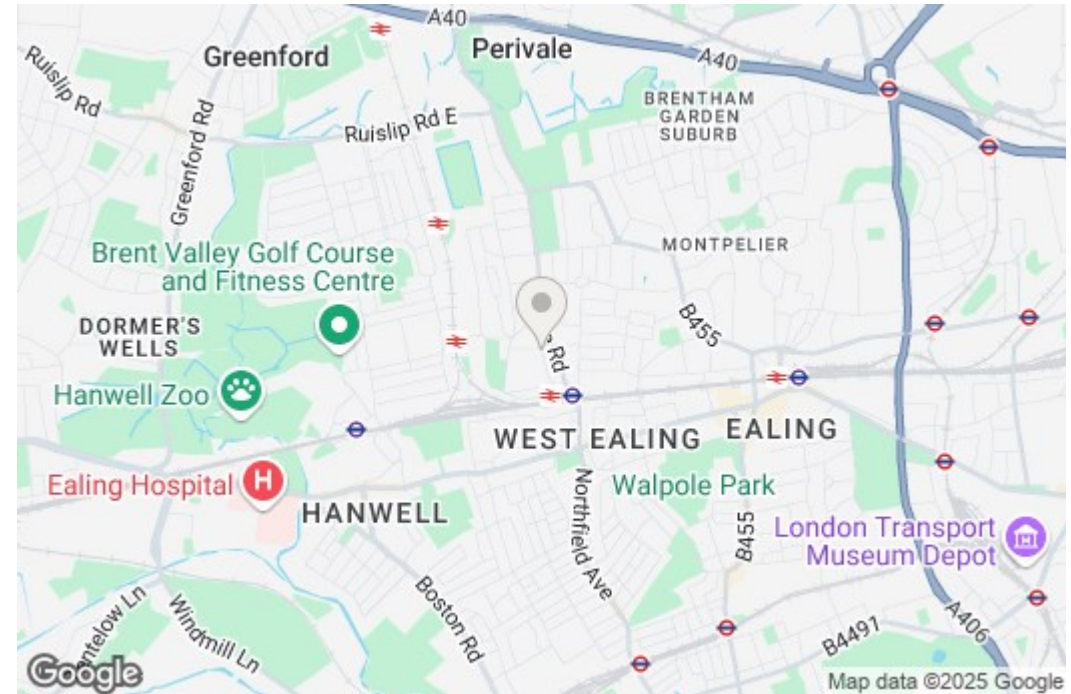 A40
Greenford
Perivale
A40
Ruislip Rd
BRENTHAM
GARDEN
SUBURB
Ruislip Rd E
Greenford Rd
MONTPELIER
Brent Valley Golf Course
and Fitness Centre
DORMER'S
WELLS
B455
Rd
Hanwell Zoo
WEST EALING
EALING
Ealing Hospital
H
Walpole Park
HANWELL
Northfield Ave
B455
London Transport
Museum Depot
Boston Rd
Windmill Ln
Ln
A406
B4491
Google
Map data ©2025 Google